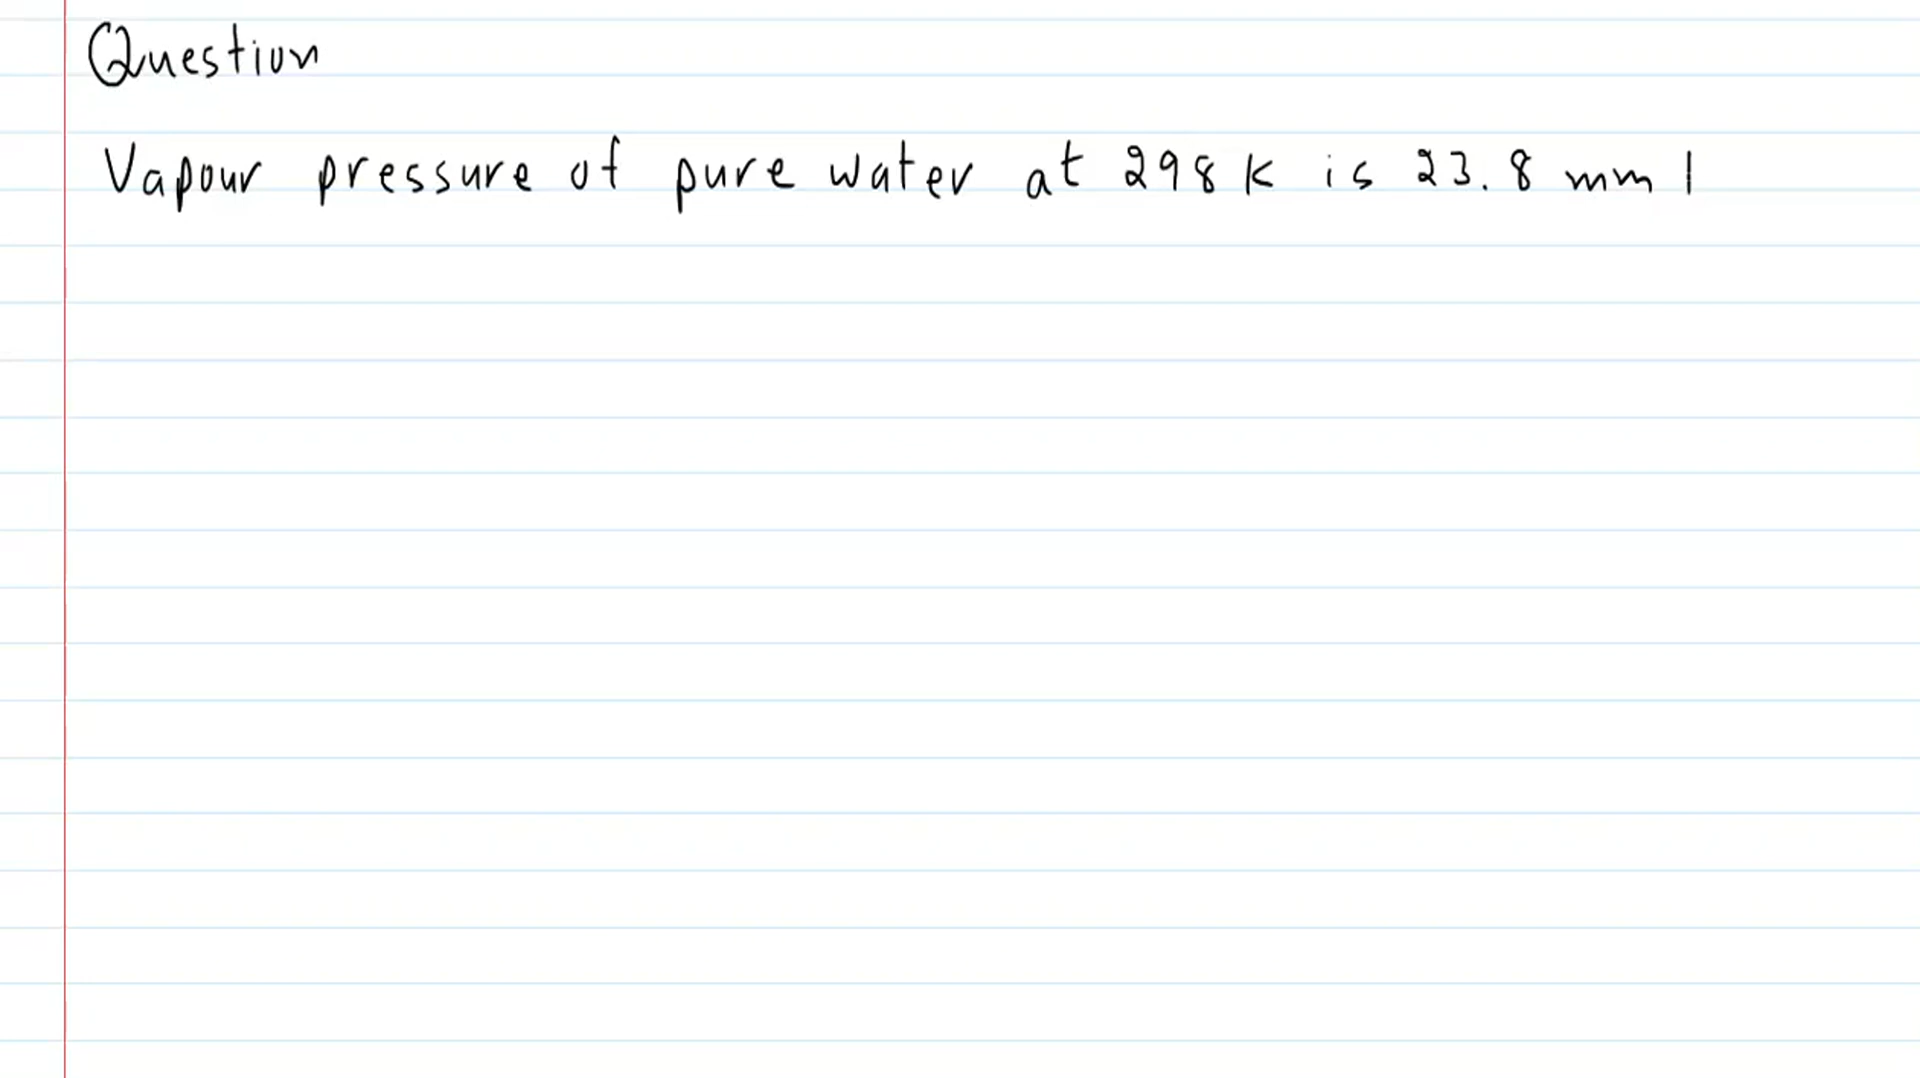 Question
Vapour pressure of pure water at 298 K is 23.8 mm